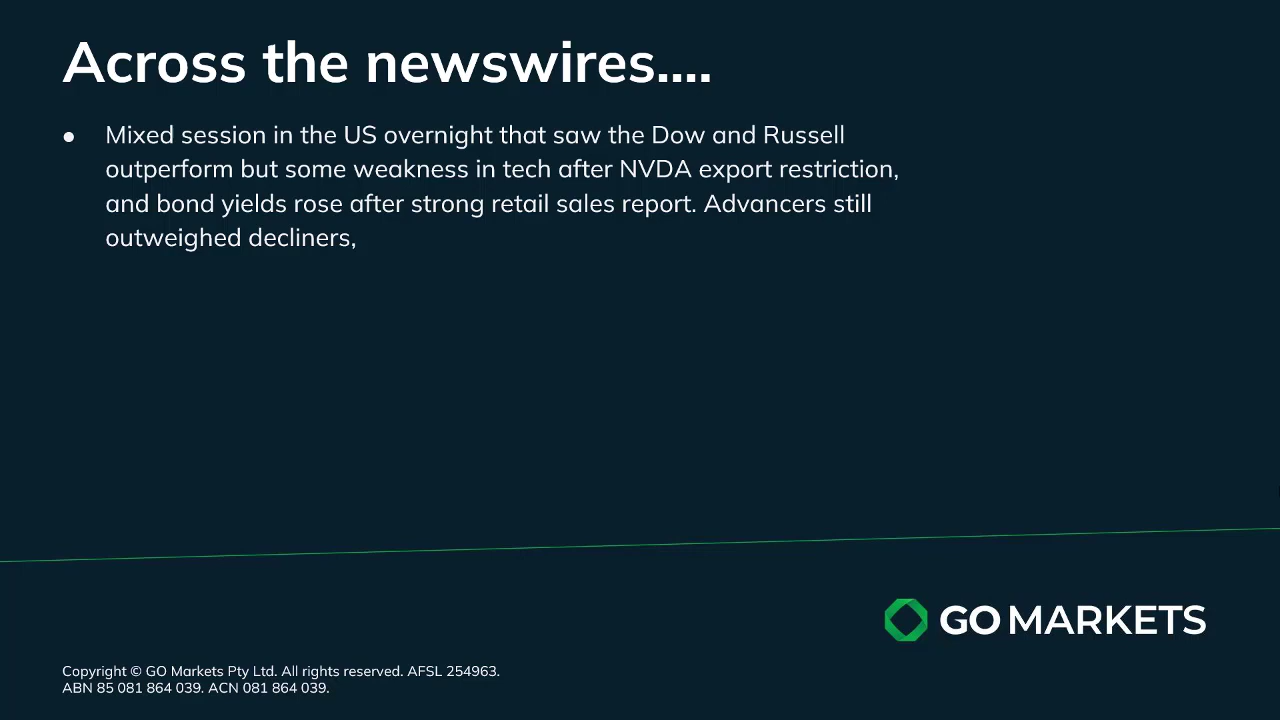 Across the newswires....
● Mixed session in the US overnight that saw the Dow and Russell
outperform but some weakness in tech after NVDA export restriction,
and bond yields rose after strong retail sales report. Advancers still
outweighed decliners,
GO MARKETS
Copyright © GO Markets Pty Ltd. All rights reserved. AFSL 254963.
ABN 85 081 864 039. ACN 081 864 039.